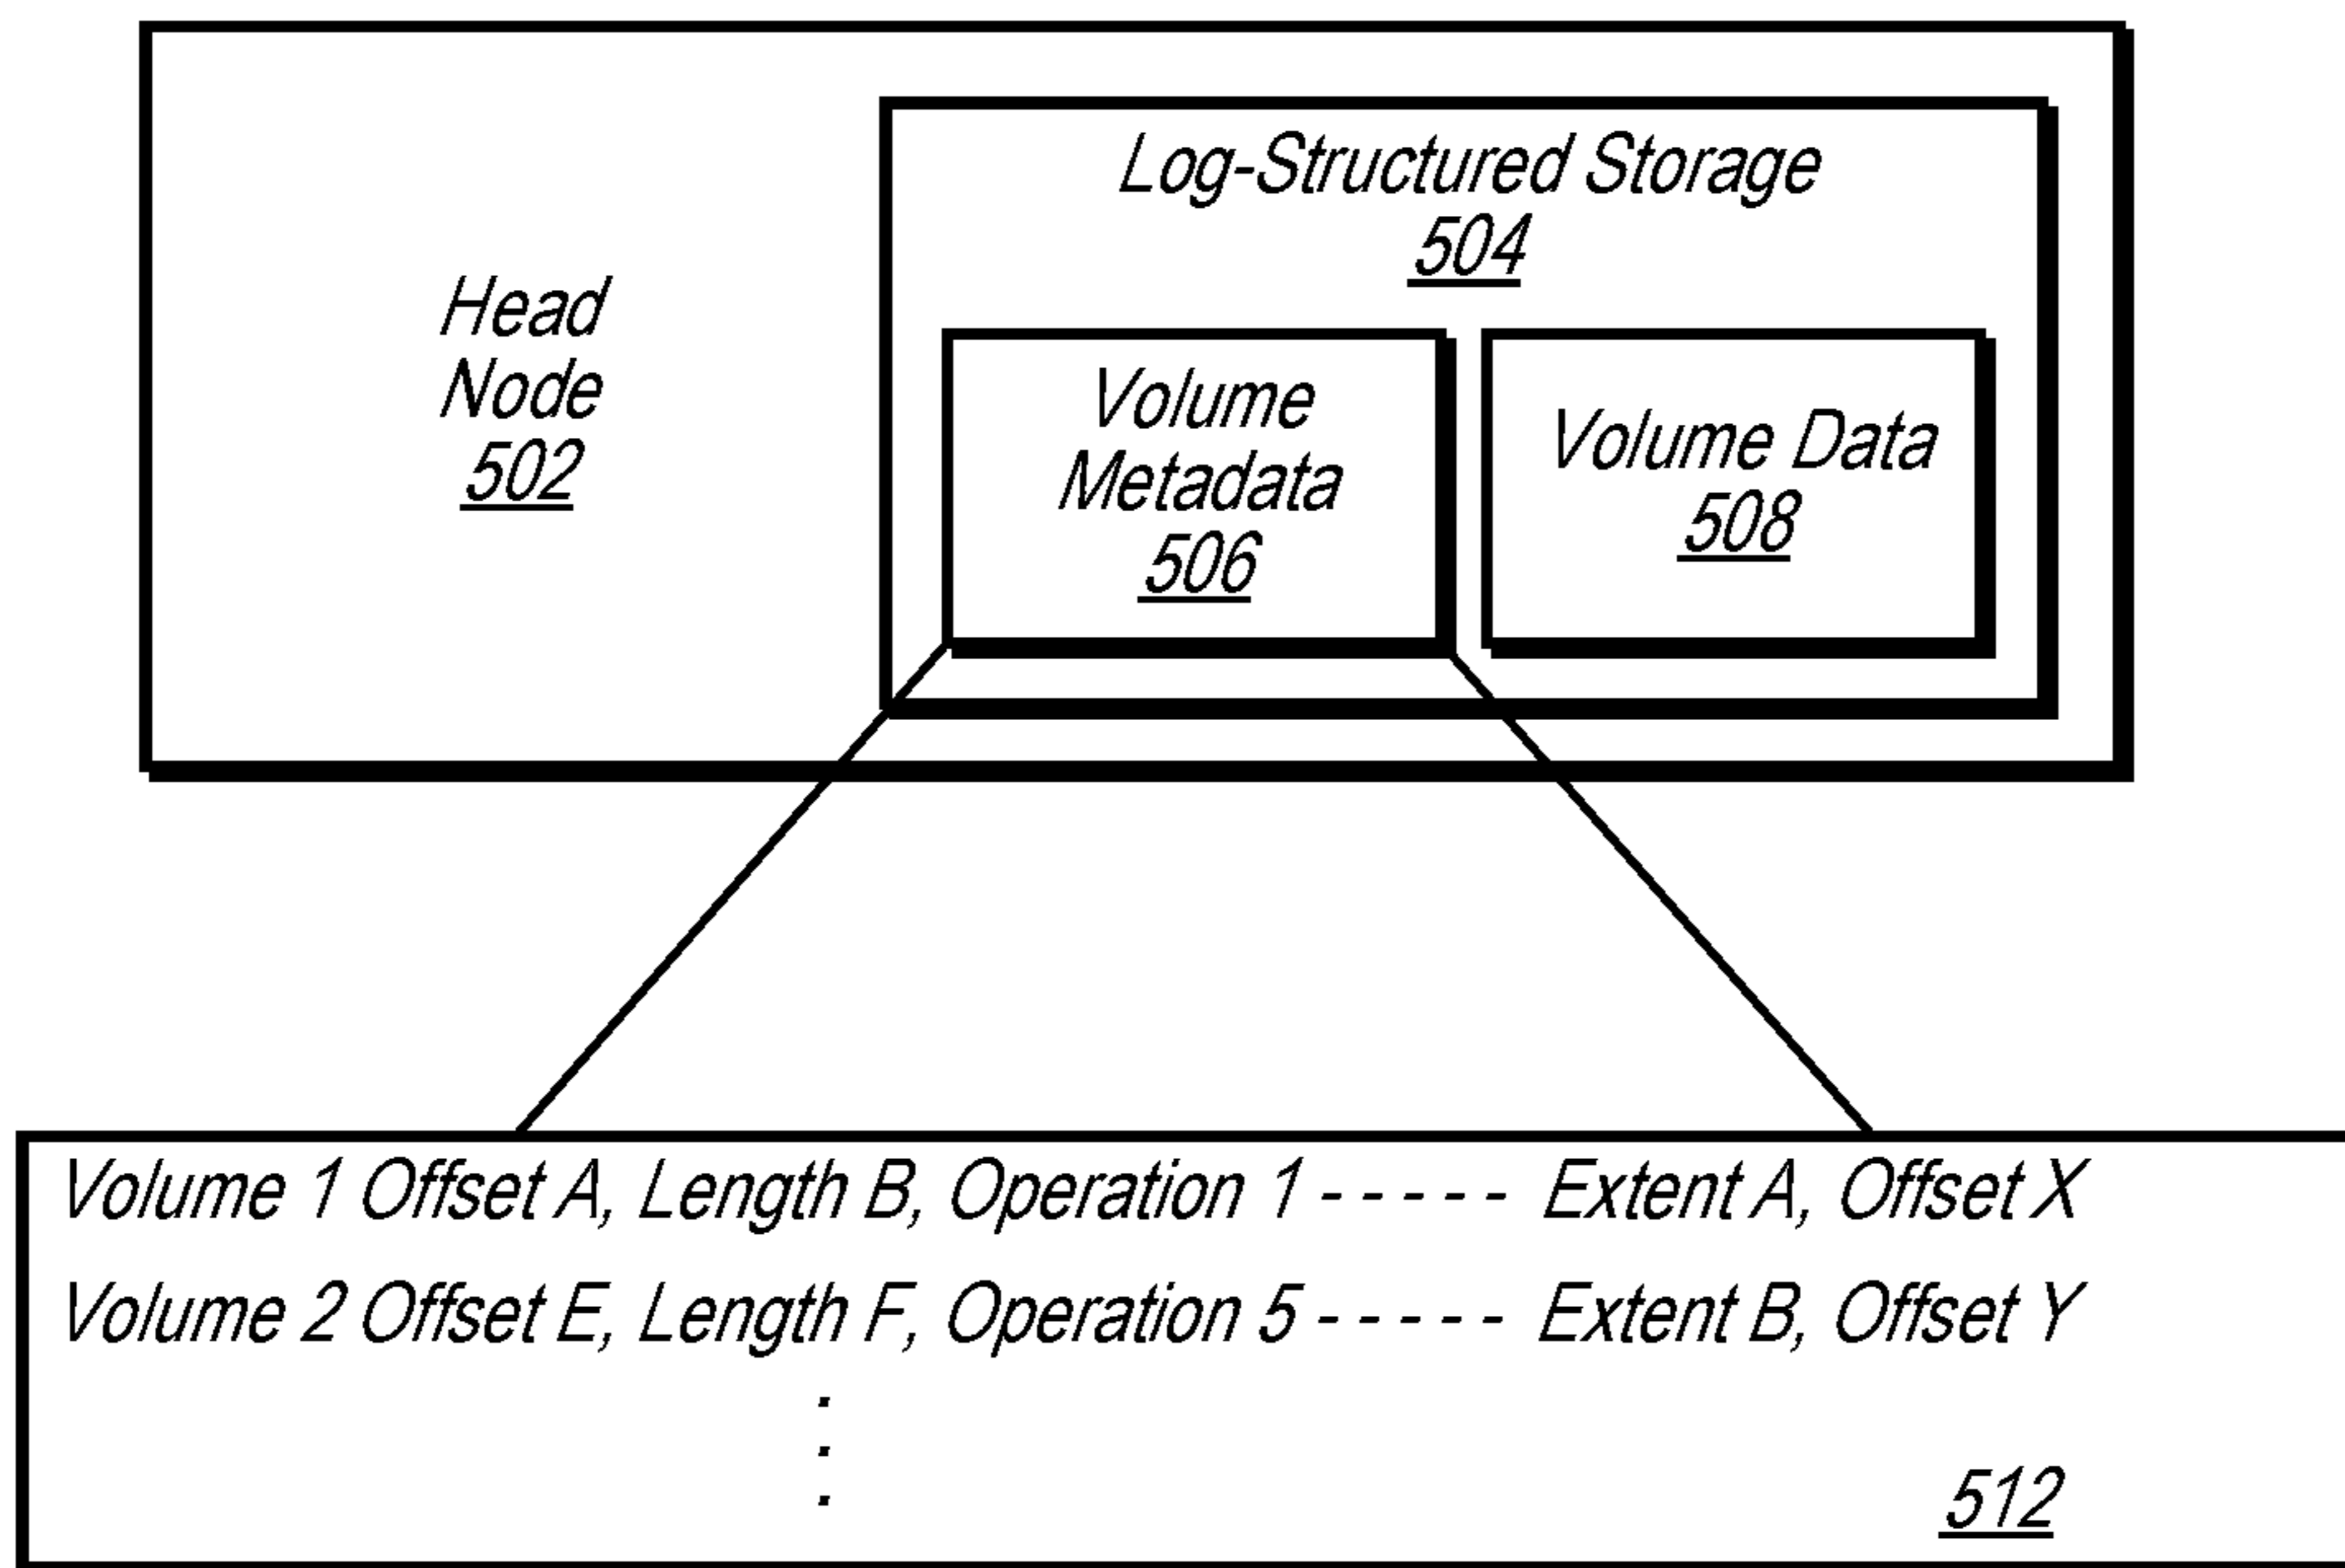 Log-Structured Storage
504
Head
Node
502
Volume
Metadata
506
Volume Data
508
Volume 1 Offset A, Length B, Operation 1 - - - - - Extent A, Offset X
Volume 2 Offset E, Length F, Operation 5 - - - - - Extent B, Offset Y
512